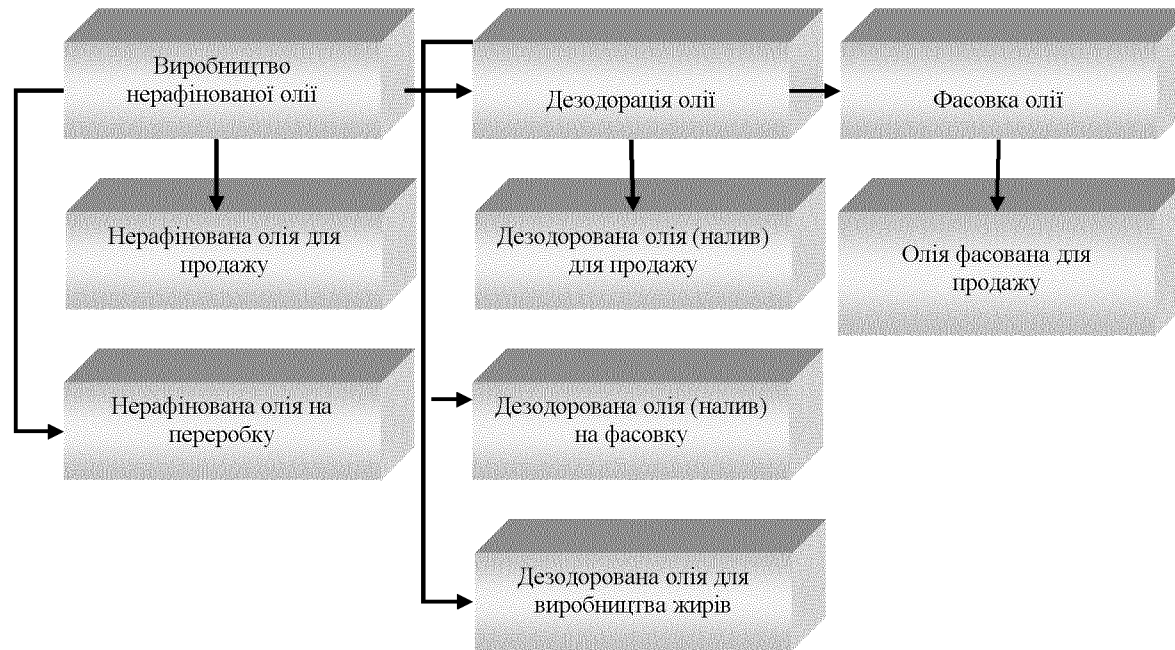 Виробництво
нерафінованої олії
Дезодорація олії
Фасовка олії
Нерафінована олія для
продажу
Дезодорована олія (налив)
для продажу
Олія фасована для
продажу
Нерафінована олія на
переробку
Дезодорована олія (налив)
на фасовку
Дезодорована олія для
виробництва жирів